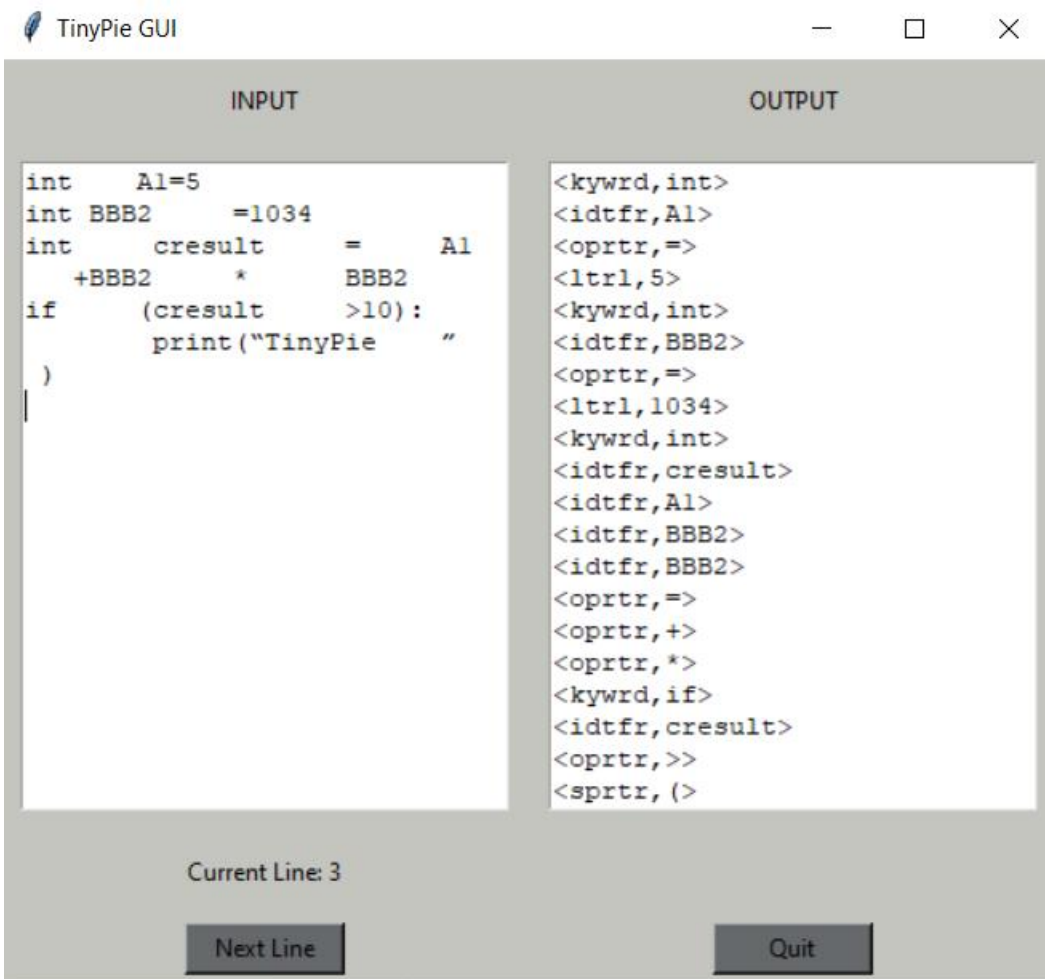 TinyPie GUI
INPUT
int    A1=5
int BBB2     =1034
int     cresult     =     A1
   +BBB2     *      BBB2
if     (cresult     >10):
        print(“TinyPie    ”
 )
OUTPUT
<kywrd,int>
<idtfr,A1>
<oprtr,=>
<ltrl,5>
<kywrd,int>
<idtfr,BBB2>
<oprtr,=>
<ltrl,1034>
<kywrd,int>
<idtfr,cresult>
<idtfr,A1>
<idtfr,BBB2>
<idtfr,BBB2>
<oprtr,=>
<oprtr,+>
<oprtr,*>
<kywrd,if>
<idtfr,cresult>
<oprtr,>>
<sprtr,(>
Current Line: 3
Next Line
Quit